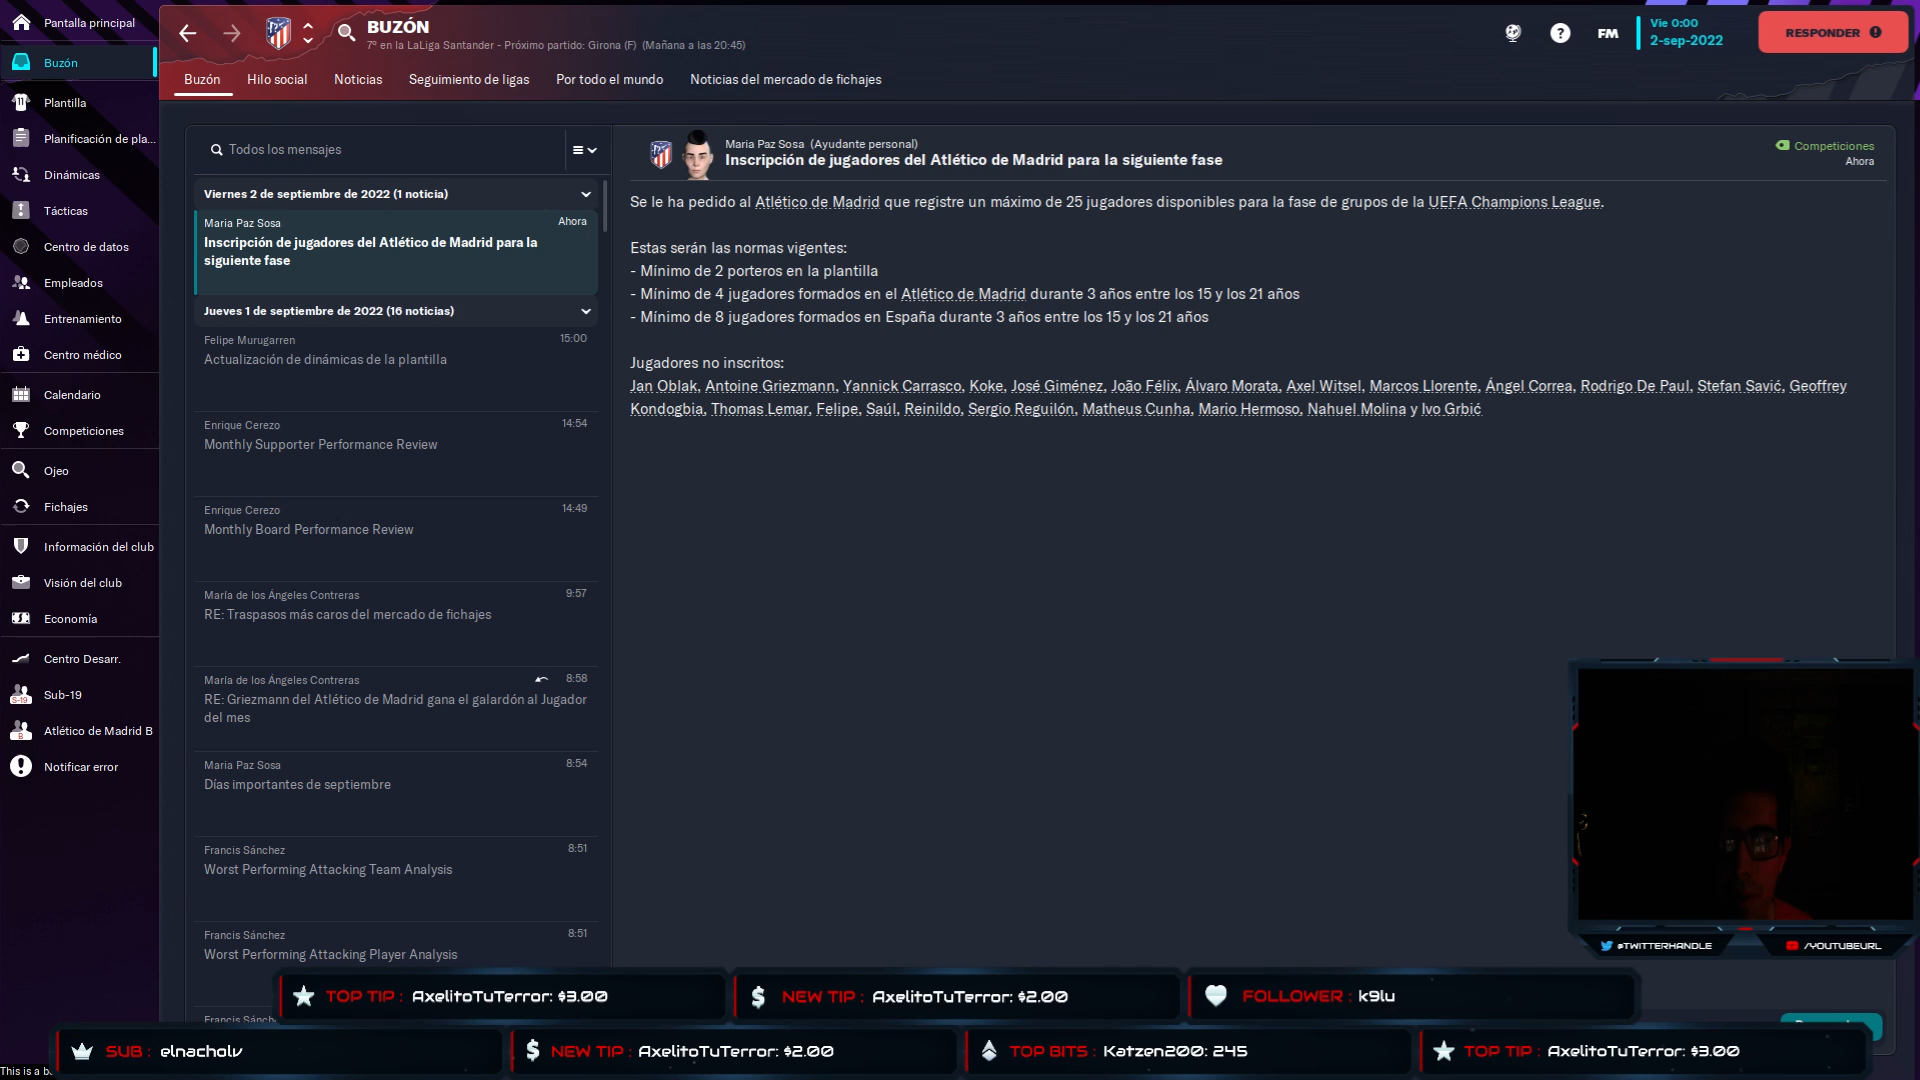 Pantalla principal
Buzón
Plantilla
Planificación de pla...
Dinámicas
Tácticas
Centro de datos
Empleados
Entrenamiento
Centro médico
Calendario
Competiciones
Ojeo
Fichajes
Información del club
Visión del club
Economía
Centro Desarr.
Sub-19
Atlético de Madrid B
Notificar error
BUZÓN
7º en la LaLiga Santander - Próximo partido: Girona (F) (Mañana a las 20:45)
FM
Vie 0:00
2-sep-2022
RESPONDER
Buzón
Hilo social
Noticias
Seguimiento de ligas
Por todo el mundo
Noticias del mercado de fichajes
Todos los mensajes
Viernes 2 de septiembre de 2022 (1 noticia)
Maria Paz Sosa
Ahora
Inscripción de jugadores del Atlético de Madrid para la
siguiente fase
Jueves 1 de septiembre de 2022 (16 noticias)
Felipe Murugarren
15:00
Actualización de dinámicas de la plantilla
Enrique Cerezo
14:54
Monthly Supporter Performance Review
Enrique Cerezo
14:49
Monthly Board Performance Review
María de los Ángeles Contreras
9:57
RE: Traspasos más caros del mercado de fichajes
María de los Ángeles Contreras
8:58
RE: Griezmann del Atlético de Madrid gana el galardón al Jugador
del mes
Maria Paz Sosa
8:54
Días importantes de septiembre
Francis Sánchez
8:51
Worst Performing Attacking Team Analysis
Francis Sánchez
8:51
Worst Performing Attacking Player Analysis
Maria Paz Sosa (Ayudante personal)
Inscripción de jugadores del Atlético de Madrid para la siguiente fase
Competiciones
Ahora
Se le ha pedido al Atlético de Madrid que registre un máximo de 25 jugadores disponibles para la fase de grupos de la UEFA Champions League.
Estas serán las normas vigentes:
- Mínimo de 2 porteros en la plantilla
- Mínimo de 4 jugadores formados en el Atlético de Madrid durante 3 años entre los 15 y los 21 años
- Mínimo de 8 jugadores formados en España durante 3 años entre los 15 y los 21 años
Jugadores no inscritos:
Jan Oblak, Antoine Griezmann, Yannick Carrasco, Koke, José Giménez, João Félix, Álvaro Morata, Axel Witsel, Marcos Llorente, Ángel Correa, Rodrigo De Paul, Stefan Savić, Geoffrey
Kondogbia, Thomas Lemar, Felipe, Saúl, Reinildo, Sergio Reguilón, Matheus Cunha, Mario Hermoso, Nahuel Molina y Ivo Grbić
@TWITTERHANDLE
/YOUTUBEURL
TOP TIP : AxelitoTuTerror: $3.00
NEW TIP : AxelitoTuTerror: $2.00
FOLLOWER : k9lu
SUB : elnacholv
NEW TIP : AxelitoTuTerror: $2.00
TOP BITS : Katzen200: 245
TOP TIP : AxelitoTuTerror: $3.00
This is a